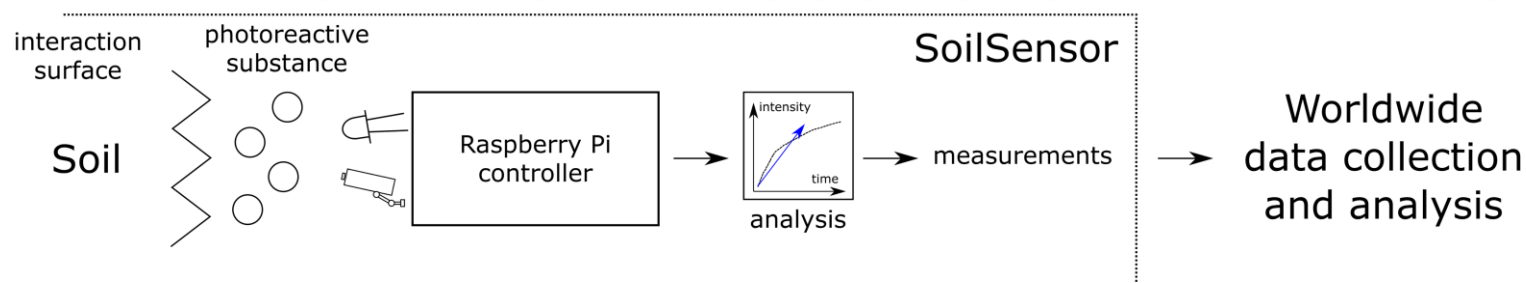 interaction
surface
photoreactive
substance
SoilSensor
Soil
Raspberry Pi
controller
intensity
time
analysis
measurements
Worldwide
data collection
and analysis